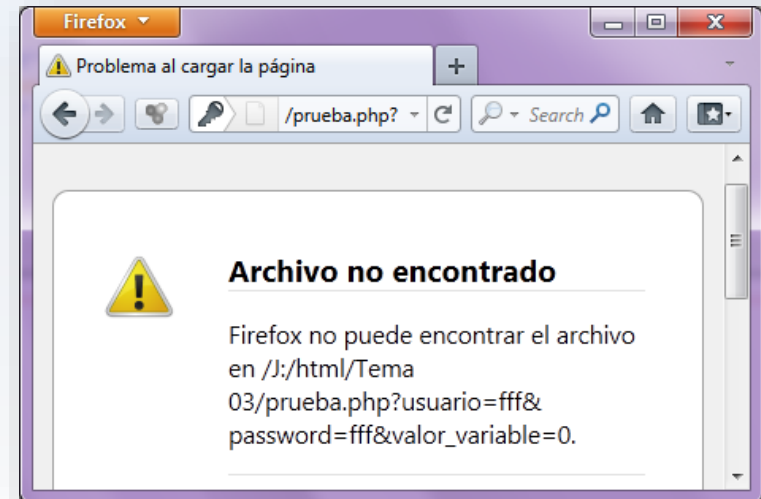 Firefox
Problema al cargar la página
/prueba.php?
Search
Archivo no encontrado
Firefox no puede encontrar el archivo
en /J:/html/Tema
03/prueba.php?usuario=fff&
password=fff&valor_variable=0.